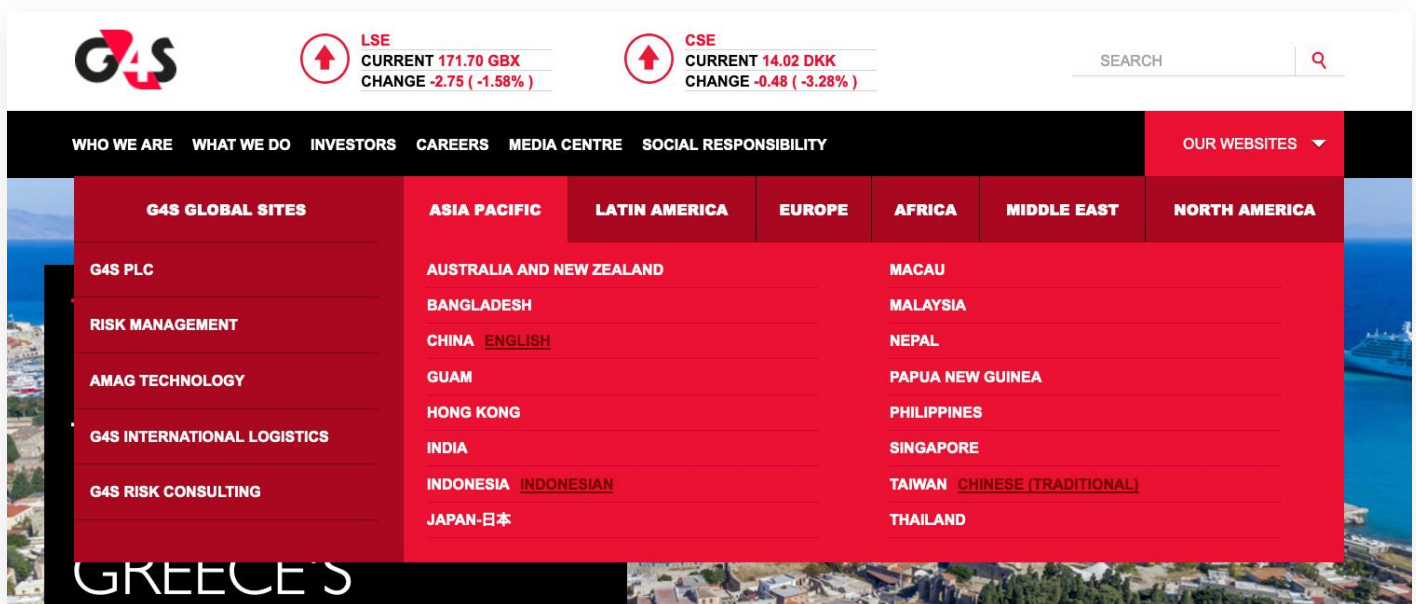 G4S
LSE
CURRENT 171.70 GBX
CHANGE -2.75 ( -1.58% )
CSE
CURRENT 14.02 DKK
CHANGE -0.48 ( -3.28% )
SEARCH
WHO WE ARE WHAT WE DO INVESTORS CAREERS MEDIA CENTRE SOCIAL RESPONSIBILITY
OUR WEBSITES
G4S GLOBAL SITES
ASIA PACIFIC LATIN AMERICA EUROPE AFRICA MIDDLE EAST NORTH AMERICA
G4S PLC
RISK MANAGEMENT
AMAG TECHNOLOGY
G4S INTERNATIONAL LOGISTICS
G4S RISK CONSULTING
AUSTRALIA AND NEW ZEALAND
BANGLADESH
CHINA ENGLISH
GUAM
HONG KONG
INDIA
INDONESIA INDONESIAN
JAPAN-日本
MACAU
MALAYSIA
NEPAL
PAPUA NEW GUINEA
PHILIPPINES
SINGAPORE
TAIWAN CHINESE (TRADITIONAL)
THAILAND
GREECE'S